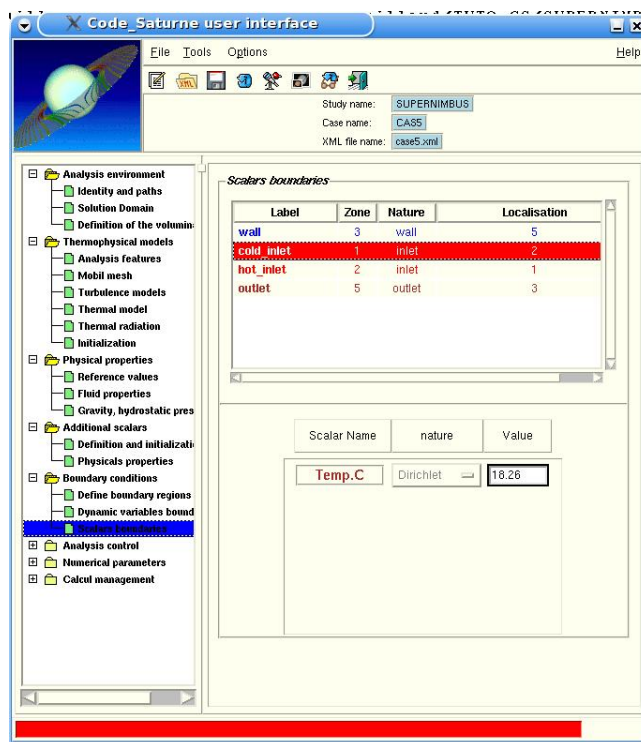 Code_Saturne user interface
File Tools Options Help
Study name: SUPERNIMBUS
Case name: CAS5
XML file name: case5.xml
Analysis environment
Identity and paths
Solution Domain
Definition of the volumin
Thermophysical models
Analysis features
Mobil mesh
Turbulence models
Thermal model
Thermal radiation
Initialization
Physical properties
Reference values
Fluid properties
Gravity, hydrostatic pres
Additional scalars
Definition and initializati
Physicals properties
Boundary conditions
Define boundary regions
Dynamic variables bound
Scalars boundaries
Analysis control
Numerical parameters
Calcul management
Scalars boundaries
Label Zone Nature Localisation
wall 3 wall 5
cold_inlet 1 inlet 2
hot_inlet 2 inlet 1
outlet 5 outlet 3
Scalar Name nature Value
Temp.C Dirichlet 18.26